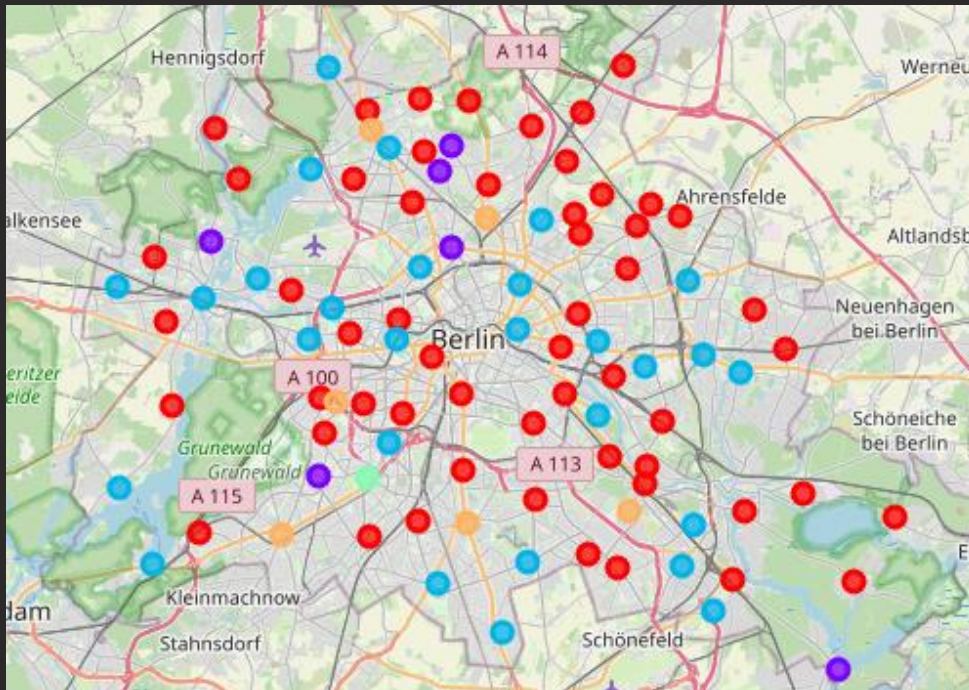 Hennigsdorf
A 114
Werneu
Ahrensfelde
alkensee
Altlandsb
Neuenhagen
bei Berlin
Berlin
eritzer
eide
A 100
Schöneiche
bei Berlin
Grunewald
Grunewald
A 113
A 115
E
Kleinmachnow
dam
Stahnsdorf
Schönefeld